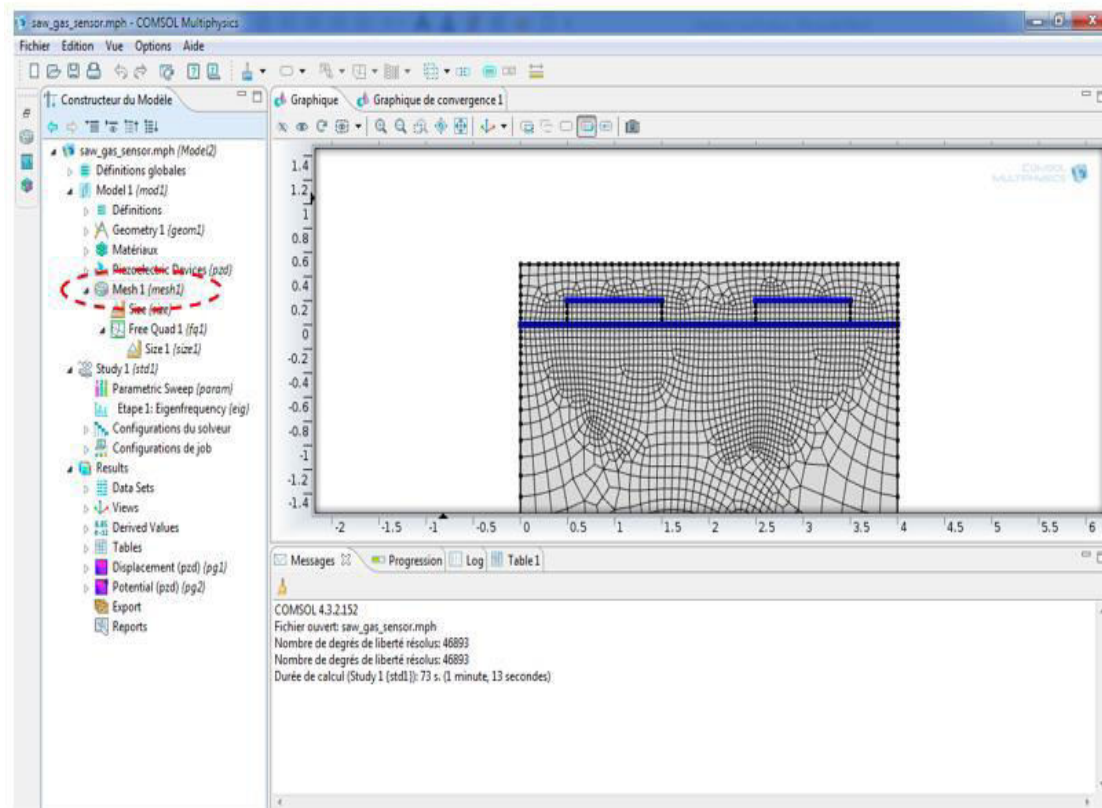 saw_gas_sensor.mph - COMSOL Multiphysics
Fichier Edition Vue Options Aide
Constructeur du Modèle
saw_gas_sensor.mph (Model2)
Définitions globales
Model 1 (mod1)
Définitions
Geometry 1 (geom1)
Matériaux
Piezoelectric Devices (pzd)
Mesh 1 (mesh1)
Size (size)
Free Quad 1 (fq1)
Size 1 (size1)
Study 1 (std1)
Parametric Sweep (param)
Etape 1: Eigenfrequency (eig)
Configurations du solveur
Configurations de job
Results
Data Sets
Views
Derived Values
Tables
Displacement (pzd) (pg1)
Potential (pzd) (pg2)
Export
Reports
Graphique Graphique de convergence 1
COMSOL
MULTIPHYSICS
1.4
1.2
1
0.8
0.6
0.4
0.2
0
-0.2
-0.4
-0.6
-0.8
-1
-1.2
-1.4
-2 -1.5 -1 -0.5 0 0.5 1 1.5 2 2.5 3 3.5 4 4.5 5 5.5 6
Messages Progression Log Table 1
COMSOL 4.3.2.152
Fichier ouvert: saw_gas_sensor.mph
Nombre de degrés de liberté résolus: 46893
Nombre de degrés de liberté résolus: 46893
Durée de calcul (Study 1 {std1}): 73 s. (1 minute, 13 secondes)